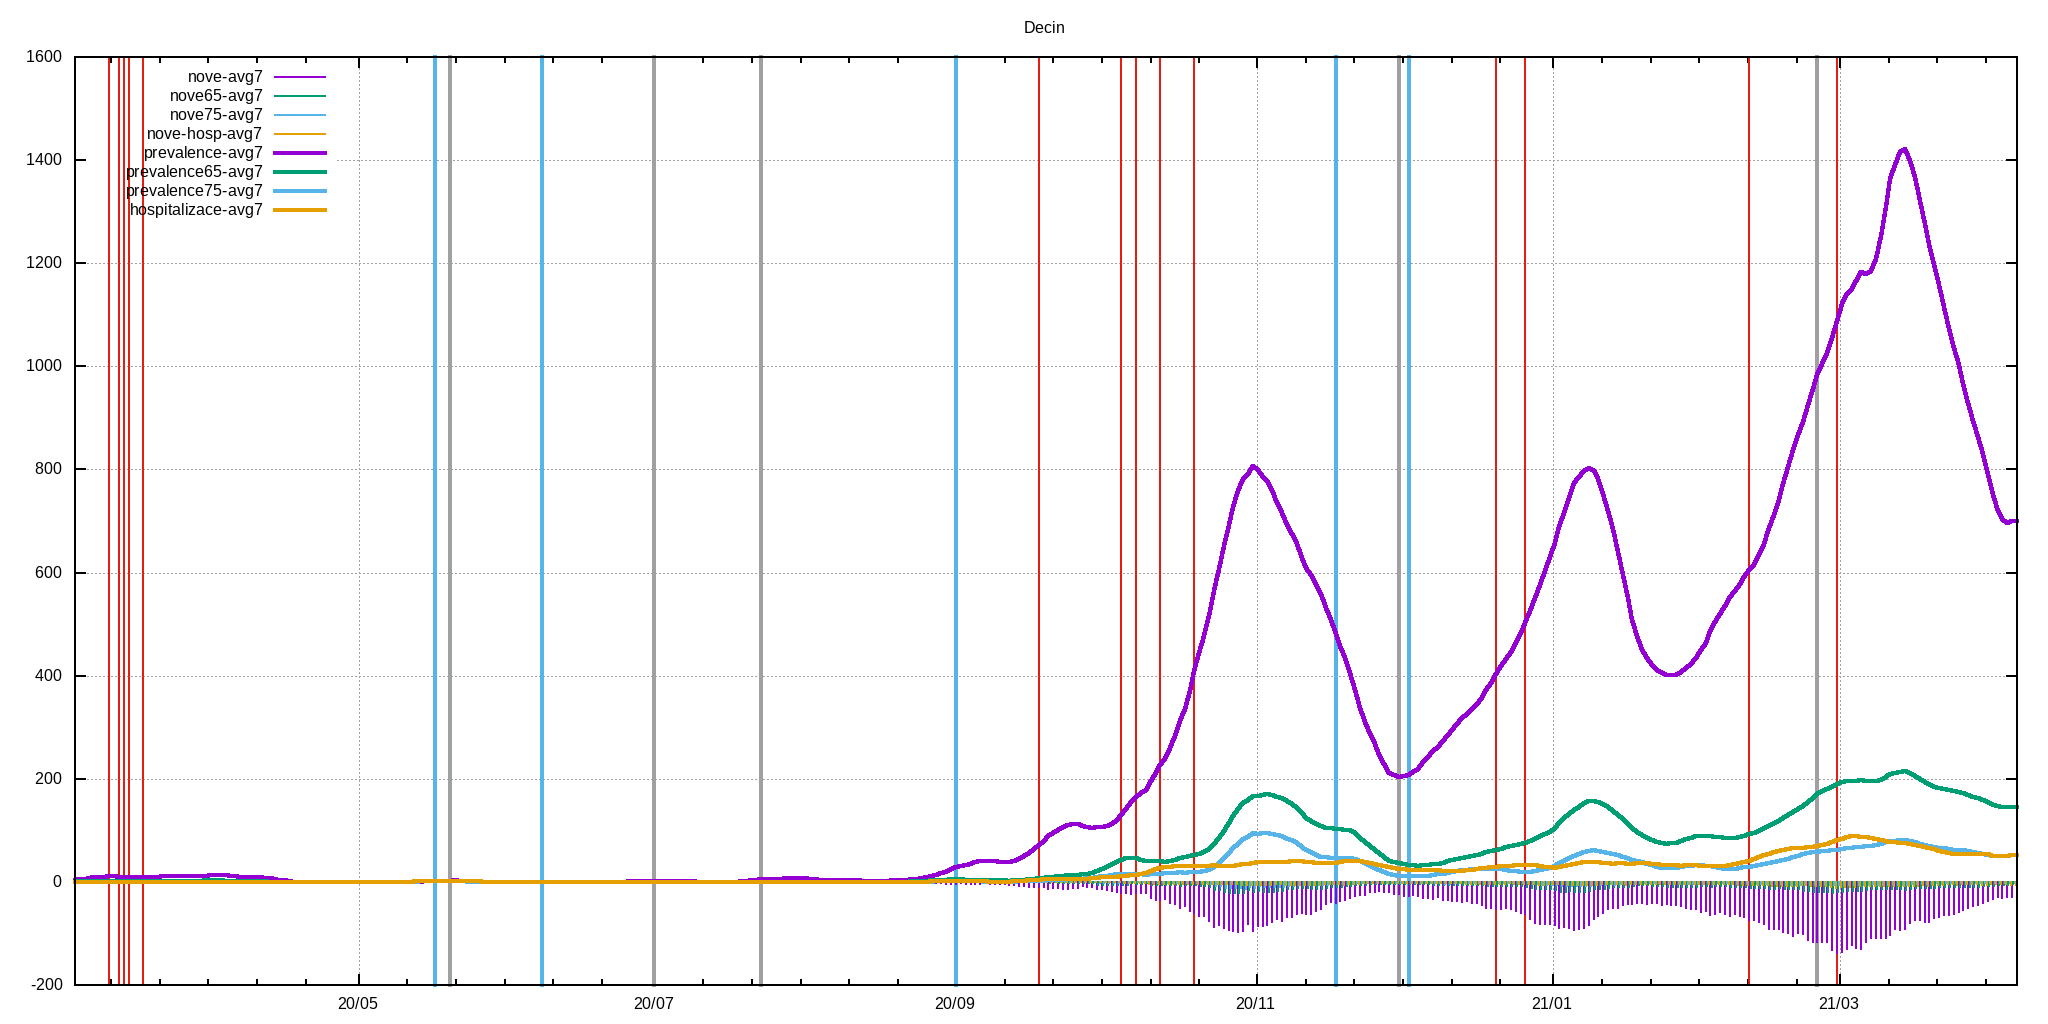 Decin
1600
1400
1200
1000
800
600
400
200
0
-200
nove-avg7
nove65-avg7
nove75-avg7
nove-hosp-avg7
prevalence-avg7
prevalence65-avg7
prevalence75-avg7
hospitalizace-avg7
20/05 20/07 20/09 20/11 21/01 21/03